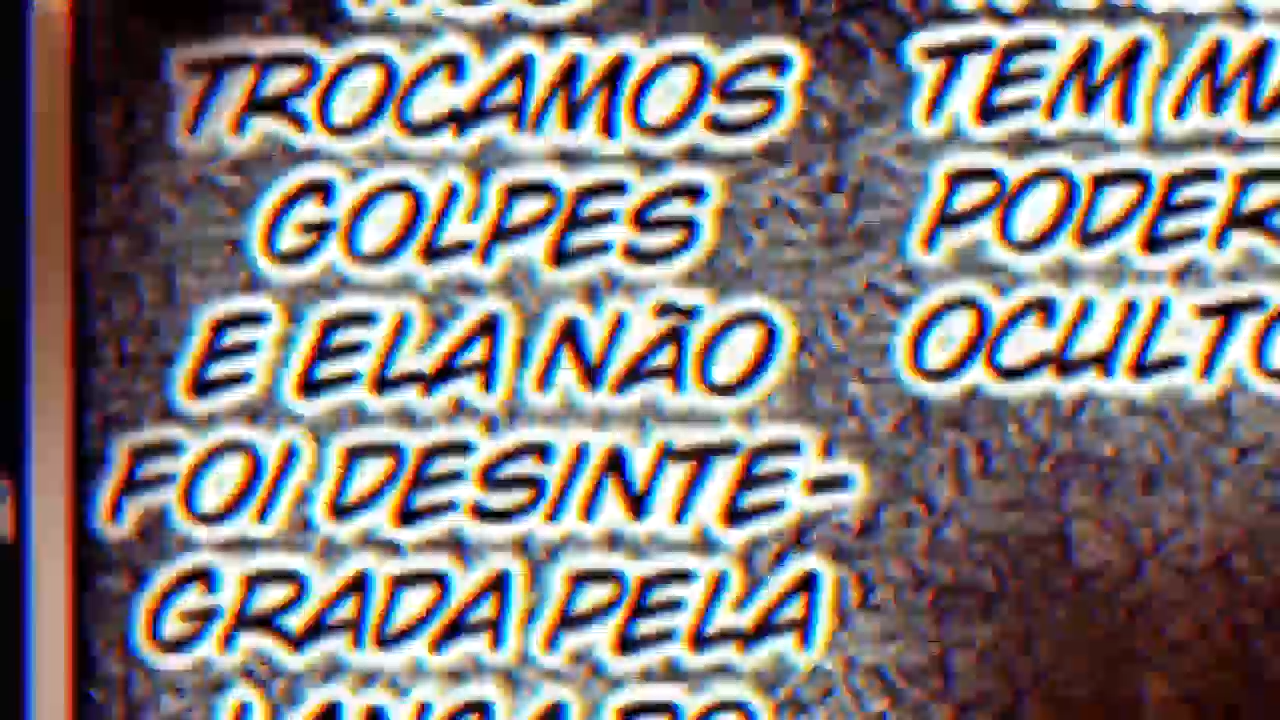 TROCAMOS
GOLPES
E ELA NÃO
FOI DESINTE-
GRADA PELA
TEM
PODER
OCULTO